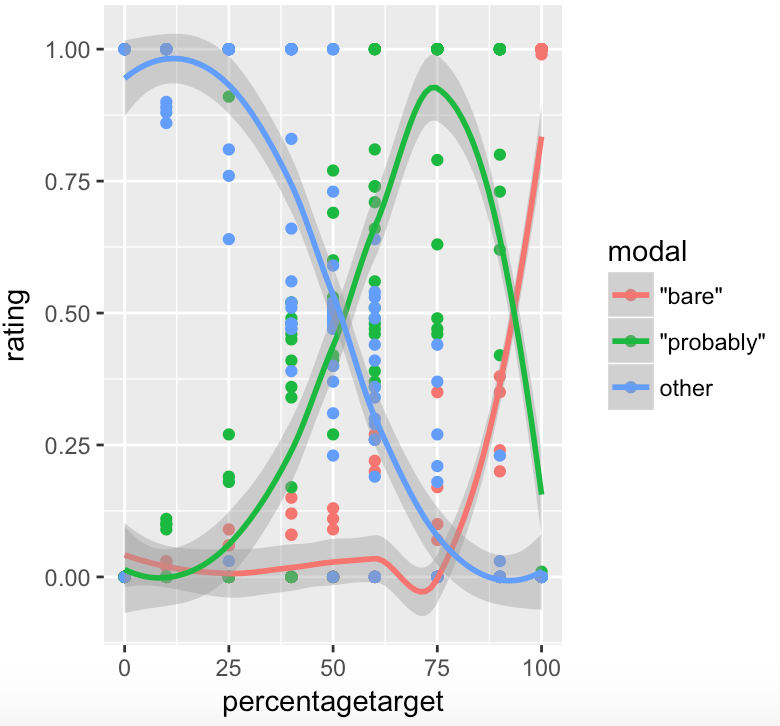 1.00
0.75
0.50
0.25
0.00
rating
0 25 50 75 100
percentagetarget
modal
"bare"
"probably"
other